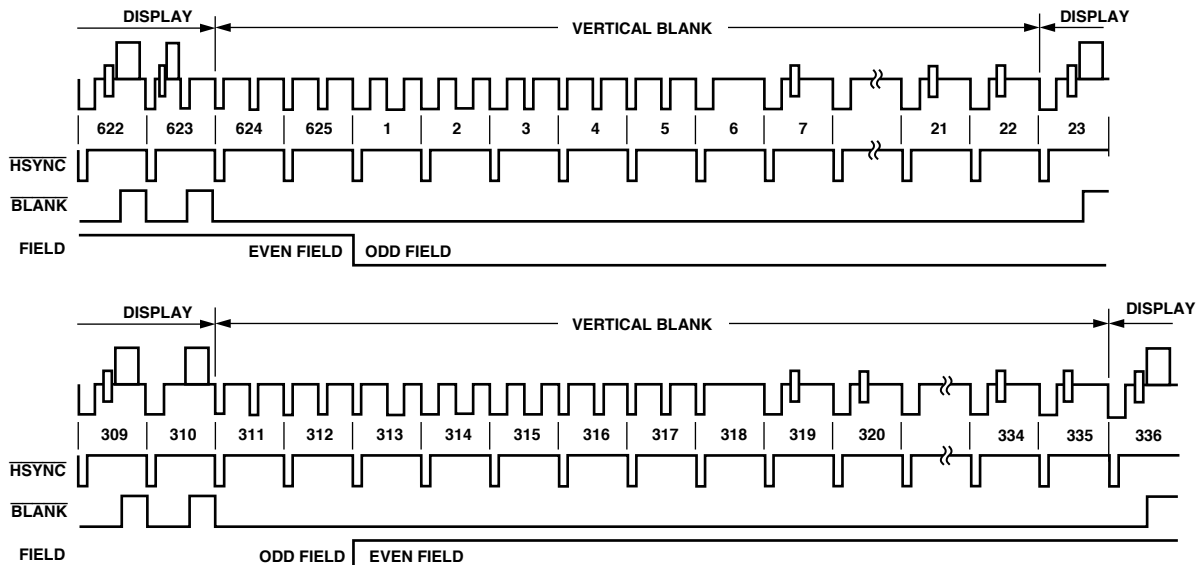 DISPLAY VERTICAL BLANK DISPLAY
622 623 624 625 1 2 3 4 5 6 7 21 22 23
HSYNC
BLANK
FIELD EVEN FIELD ODD FIELD
DISPLAY VERTICAL BLANK DISPLAY
309 310 311 312 313 314 315 316 317 318 319 320 334 335 336
HSYNC
BLANK
FIELD ODD FIELD EVEN FIELD